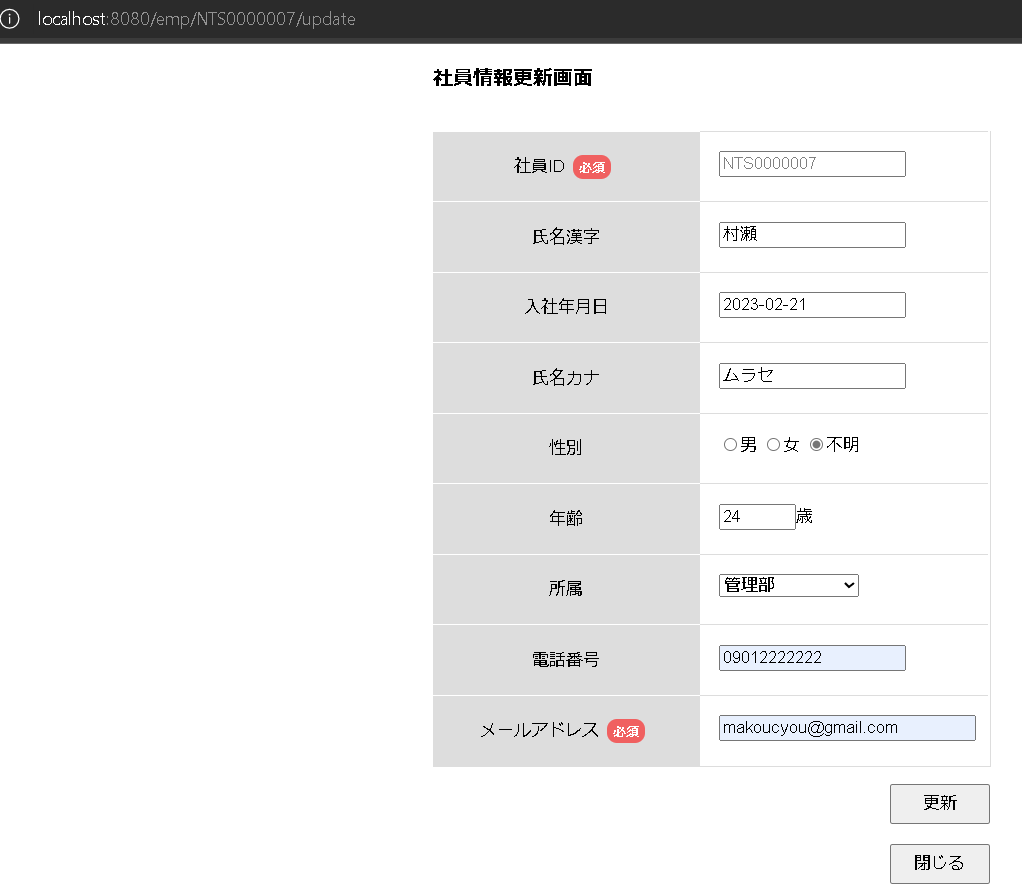 localhost:8080/emp/NTS0000007/update
社員情報更新画面
社員ID 必須 NTS0000007
氏名漢字 村瀬
入社年月日 2023-02-21
氏名カナ ムラセ
性別 男 女 不明
年齢 24 歳
所属 管理部
電話番号 09012222222
メールアドレス 必須 makoucyou@gmail.com
更新
閉じる